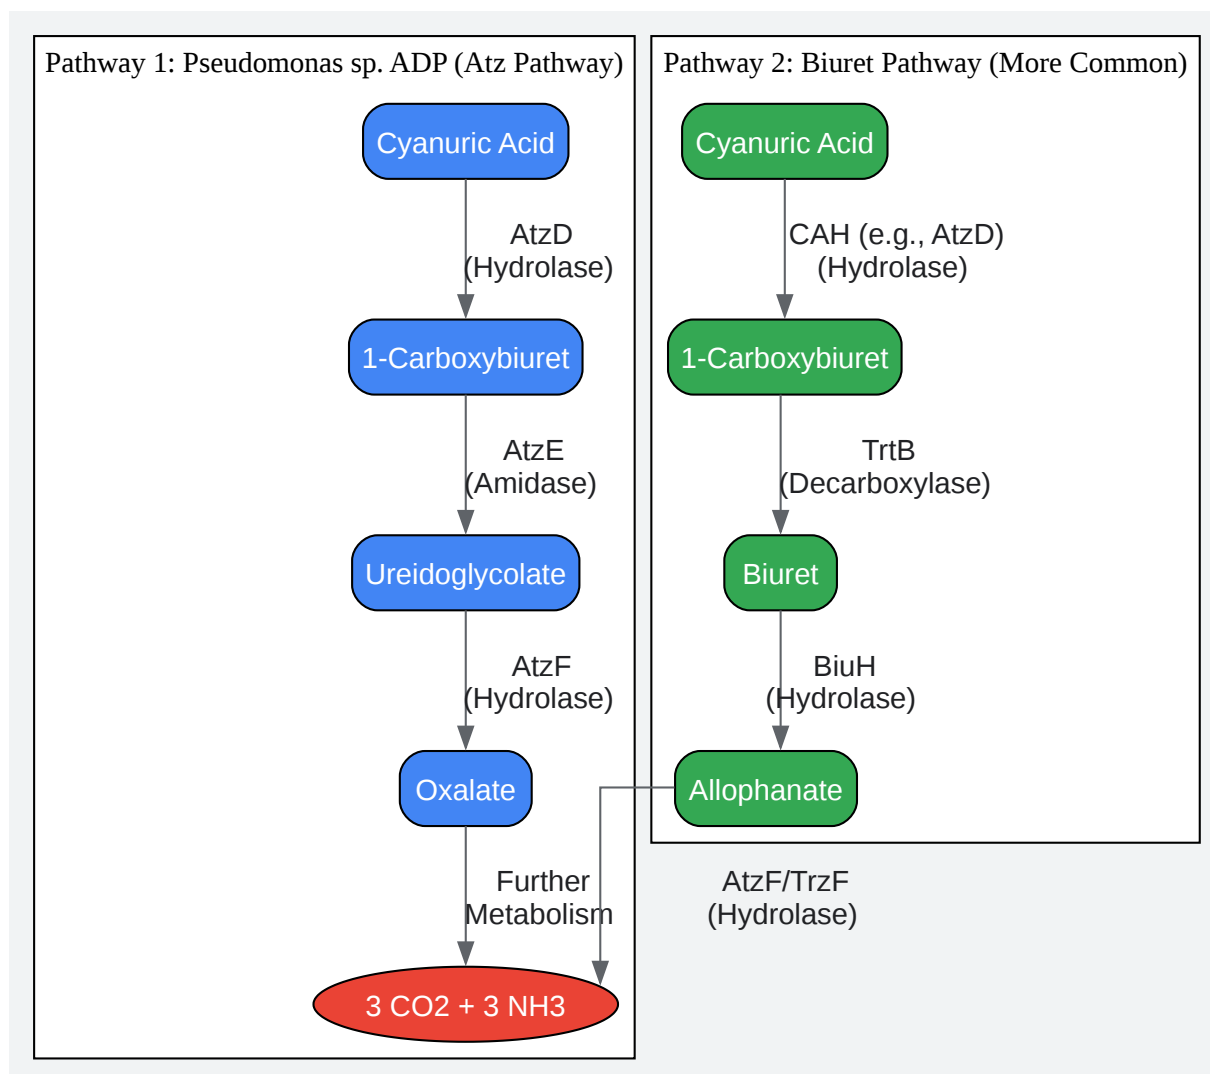 Pathway 1: Pseudomonas sp. ADP (Atz Pathway)
Cyanuric Acid
AtzD
(Hydrolase)
1-Carboxybiuret
AtzE
(Amidase)
Ureidoglycolate
AtzF
(Hydrolase)
Oxalate
Further
Metabolism
3 CO2 + 3 NH3
Pathway 2: Biuret Pathway (More Common)
Cyanuric Acid
CAH (e.g., AtzD)
(Hydrolase)
1-Carboxybiuret
TrtB
(Decarboxylase)
Biuret
BiuH
(Hydrolase)
Allophanate
AtzF/TrzF
(Hydrolase)